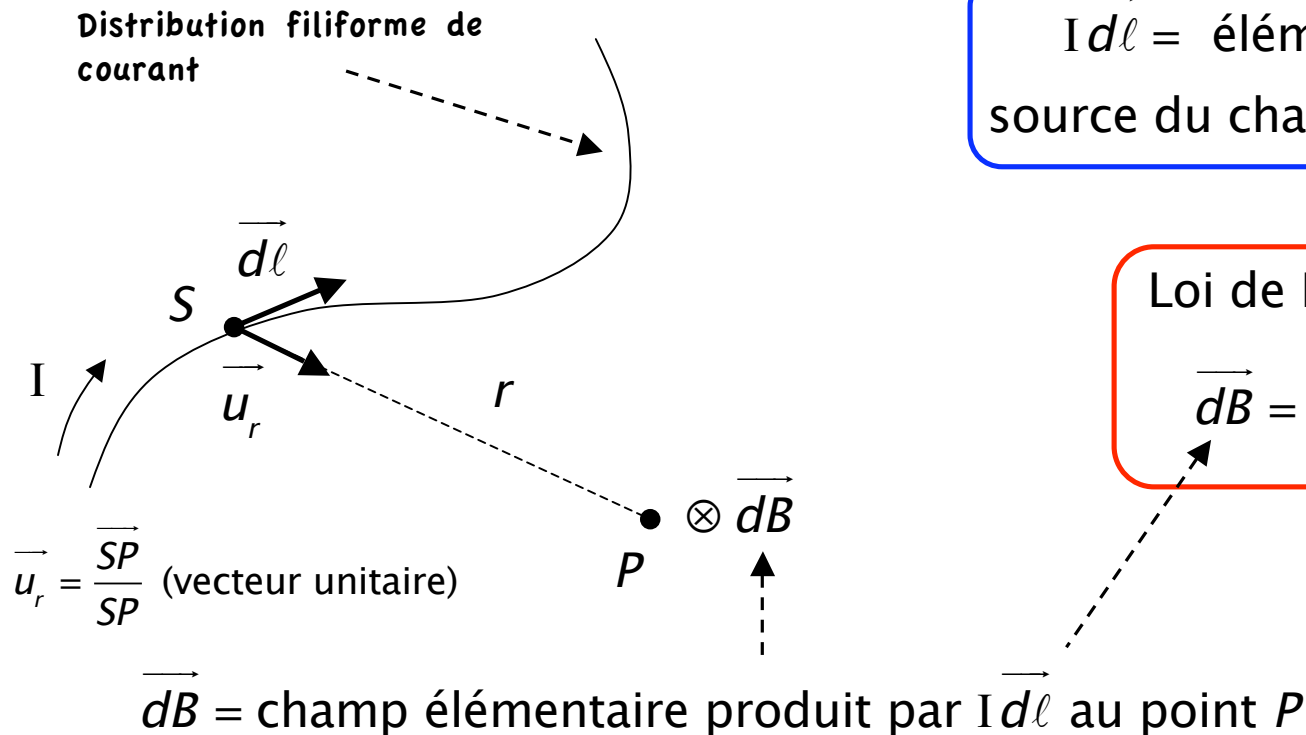 Distribution filiforme de
courant
I dℓ = élém
source du cha
dℓ
S
I
u_r
r
Loi de
dB =
⊗ dB
P
u_r = SP / SP (vecteur unitaire)
dB = champ élémentaire produit par I dℓ au point P